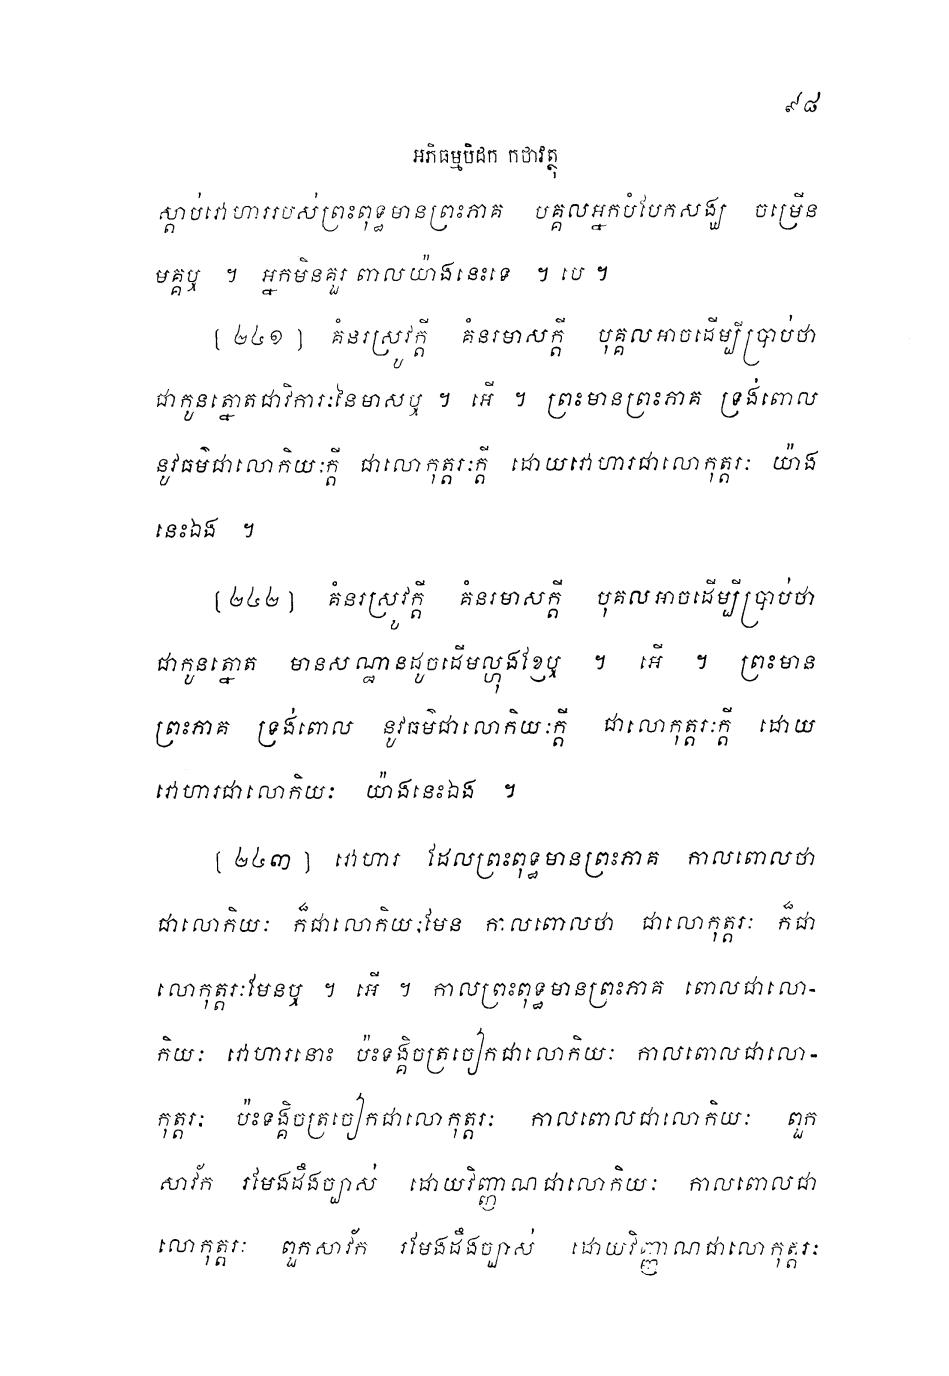 ៩៨
អភិធម្មបិដក កថាវត្ថុ
ស្តាប់វោហាររបស់ព្រះពុទ្ធមានព្រះភាគ បុគ្គលអ្នកបំបែកសង្ឃ ចម្រើន
មគ្គឬ ។ អ្នកមិនគួរ ពោលយ៉ាងនេះទេ ។ បេ ។
[ ២៤១ ] គំនរស្រូវក្តី គំនរមាសក្តី បុគ្គលអាចដើម្បីប្រាប់ថា
ជាកូនត្នោតជាវិការៈនៃមាសឬ ។ អើ ។ ព្រះមានព្រះភាគ ទ្រង់ពោល
នូវធម៌ជាលោកិយៈក្តី ជាលោកុត្តរៈក្តី ដោយវោហារជាលោកុត្តរៈ យ៉ាង
នេះឯង ។
[ ២៤២ ] គំនរស្រូវក្តី គំនរមាសក្តី បុគលអាចដើម្បីប្រាប់ថា
ជាកូនត្នោត មានសណ្ឋានដូចដើមល្ហុងខែ្រឬ ។ អើ ។ ព្រះមាន
ព្រះភាគ ទ្រង់ពោល នូវធម៌ជាលោកិយៈក្តី ជាលោកុត្តរៈក្តី ដោយ
វោហារជាលោកិយៈ យ៉ាងនេះឯង ។
[ ២៤៣ ] វោហារ ដែលព្រះពុទ្ធមានព្រះភាគ កាលពោលថា
ជាលោកិយៈ ក៏ជាលោកិយៈមែន កាលពោលថា ជាលោកុត្តរៈ ក៏ជា
លោកុត្តរៈមែនឬ ។ អើ ។ កាលព្រះពុទ្ធមានព្រះភាគ ពោលជាលោ-
កិយៈ វោហារនោះ ប៉ះទង្គិចត្រចៀកជាលោកិយៈ កាលពោលជាលោ-
កុត្តរៈ ប៉ះទង្គិចត្រចៀកជាលោកុត្តរៈ កាលពោលជាលោកិយៈ ពួក
សាវ័ក រមែងដឹងច្បាស់ ដោយវិញ្ញាណជាលោកិយៈ កាលពោលជា
លោកុត្តរៈ ពួកសាវ័ក រមែងដឹងច្បាស់ ដោយវិញ្ញាណជាលោកុត្តរៈ